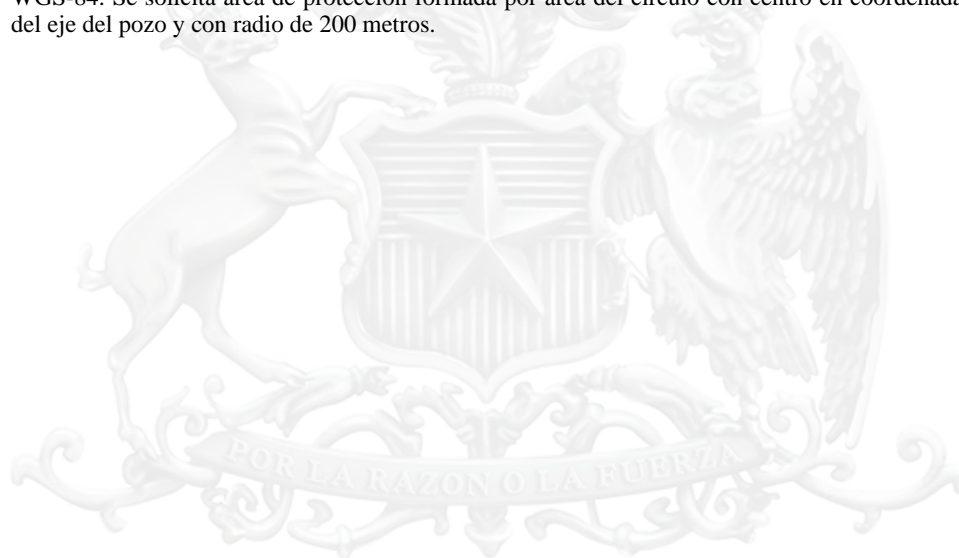 WGS-84. Se solicita área de protección formada por área del círculo con centro en coordenada
del eje del pozo y con radio de 200 metros.
POR LA RAZON O LA FUERZA